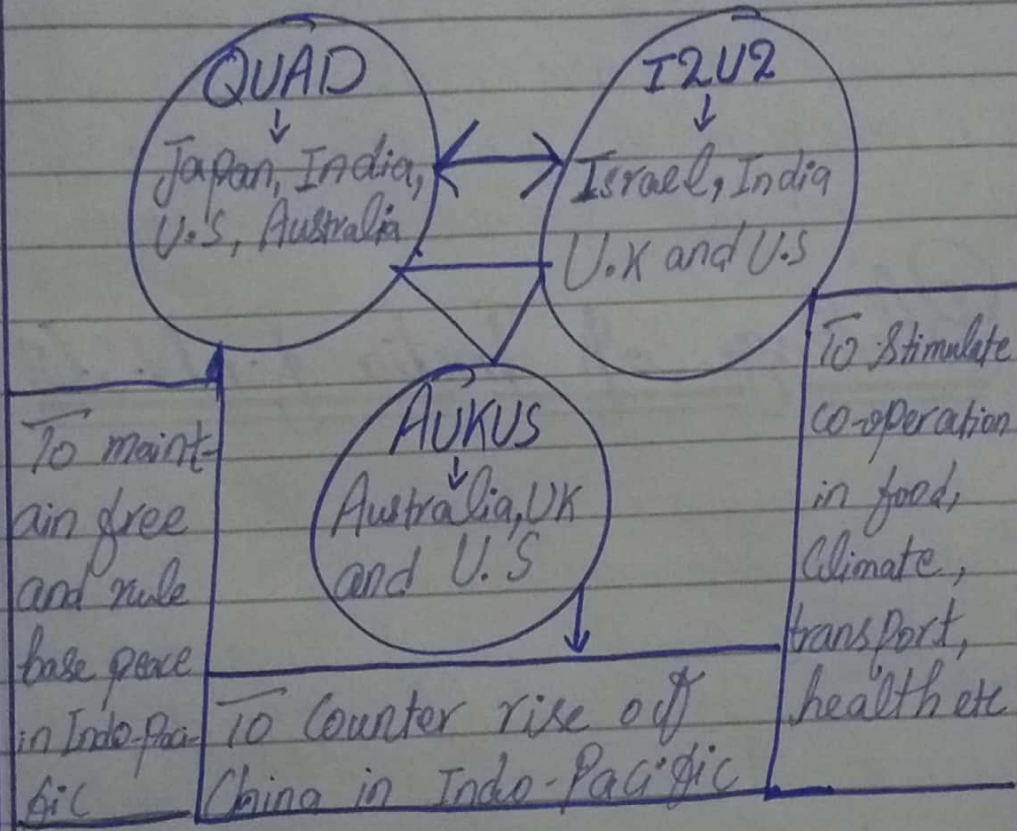 QUAD
↓
Japan, India,
U.S, Australia
I2U2
↓
Israel, India
U.K and U.S
AUKUS
↓
Australia, UK
and U.S
To maint-
ain free
and rule
base peace
in Indo-Paci-
fic
To Counter rise off
China in Indo-Pacific
To Stimulate
co-operation
in food,
Climate,
transport,
health etc